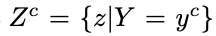 Z^c = {z|Y = y^c}